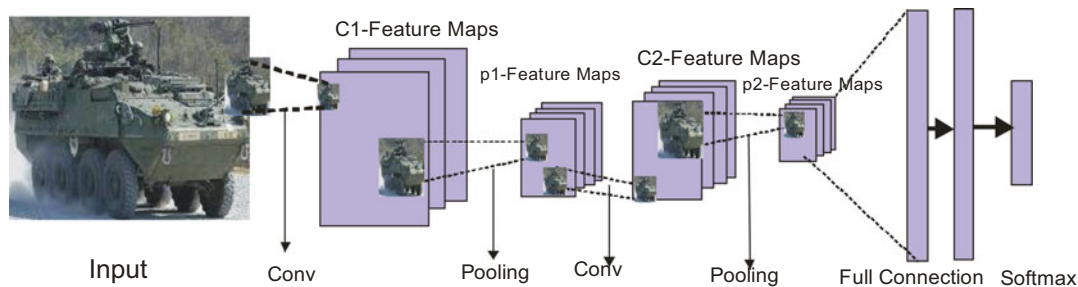 C1-Feature Maps
p1-Feature Maps
C2-Feature Maps
p2-Feature Maps
Input
Conv
Pooling
Conv
Pooling
Full Connection
Softmax